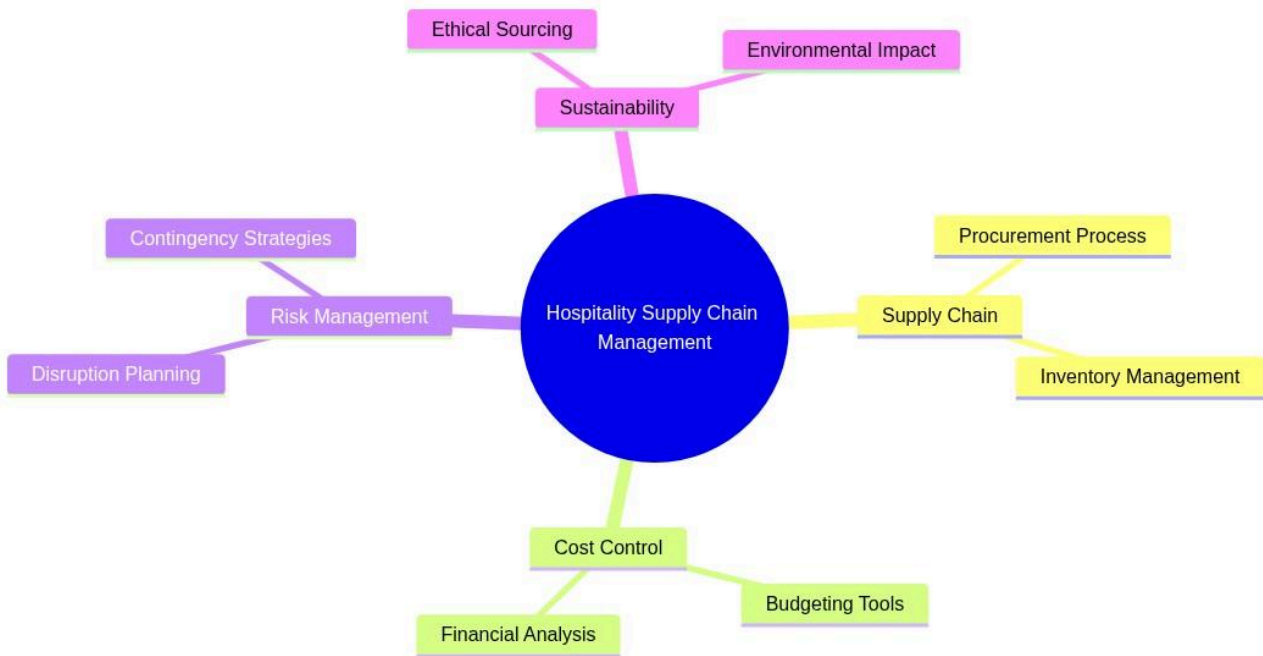 Ethical Sourcing
Environmental Impact
Sustainability
Contingency Strategies
Risk Management
Disruption Planning
Hospitality Supply Chain
Management
Procurement Process
Supply Chain
Inventory Management
Cost Control
Budgeting Tools
Financial Analysis